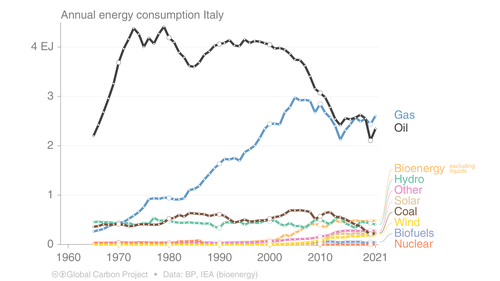 Annual energy consumption Italy
4 EJ
3
2
1
0
1960
1970
1980
1990
2000
2010
2021
Gas
Oil
Bioenergy excluding liquids
Hydro
Other
Solar
Coal
Wind
Biofuels
Nuclear
Global Carbon Project • Data: BP, IEA (bioenergy)